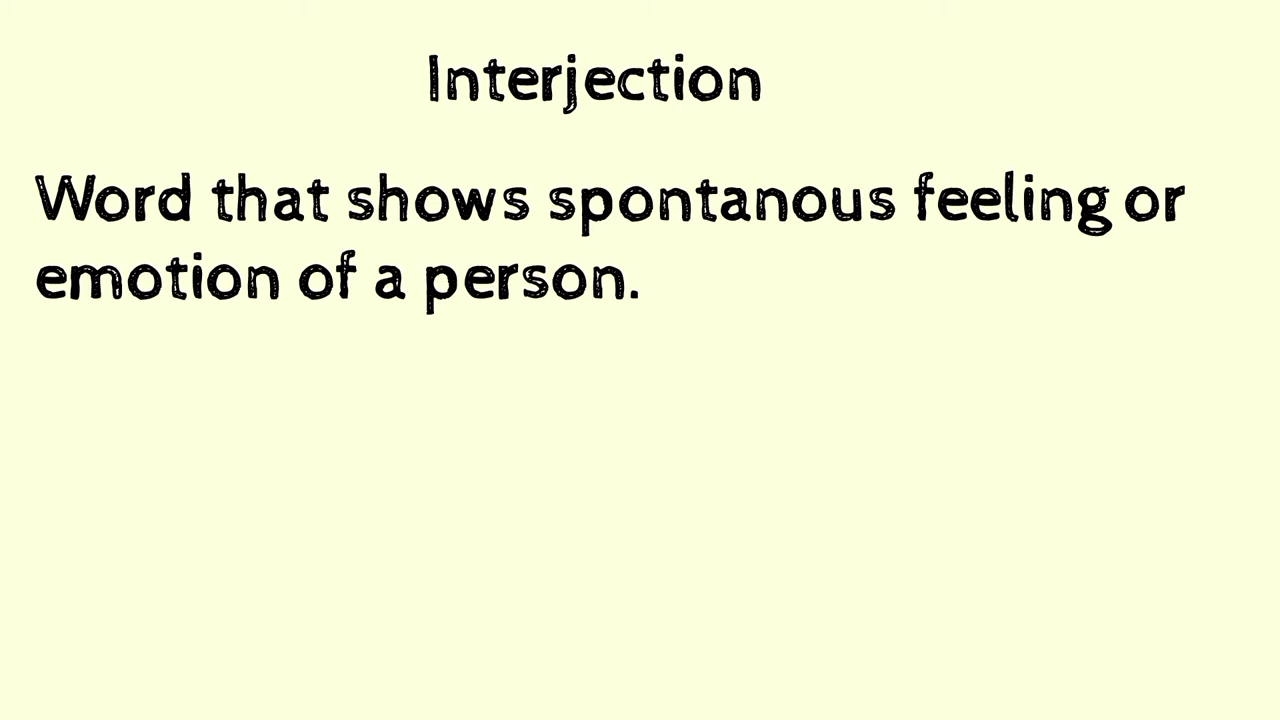 Interjection
Word that shows spontanous feeling or
emotion of a person.